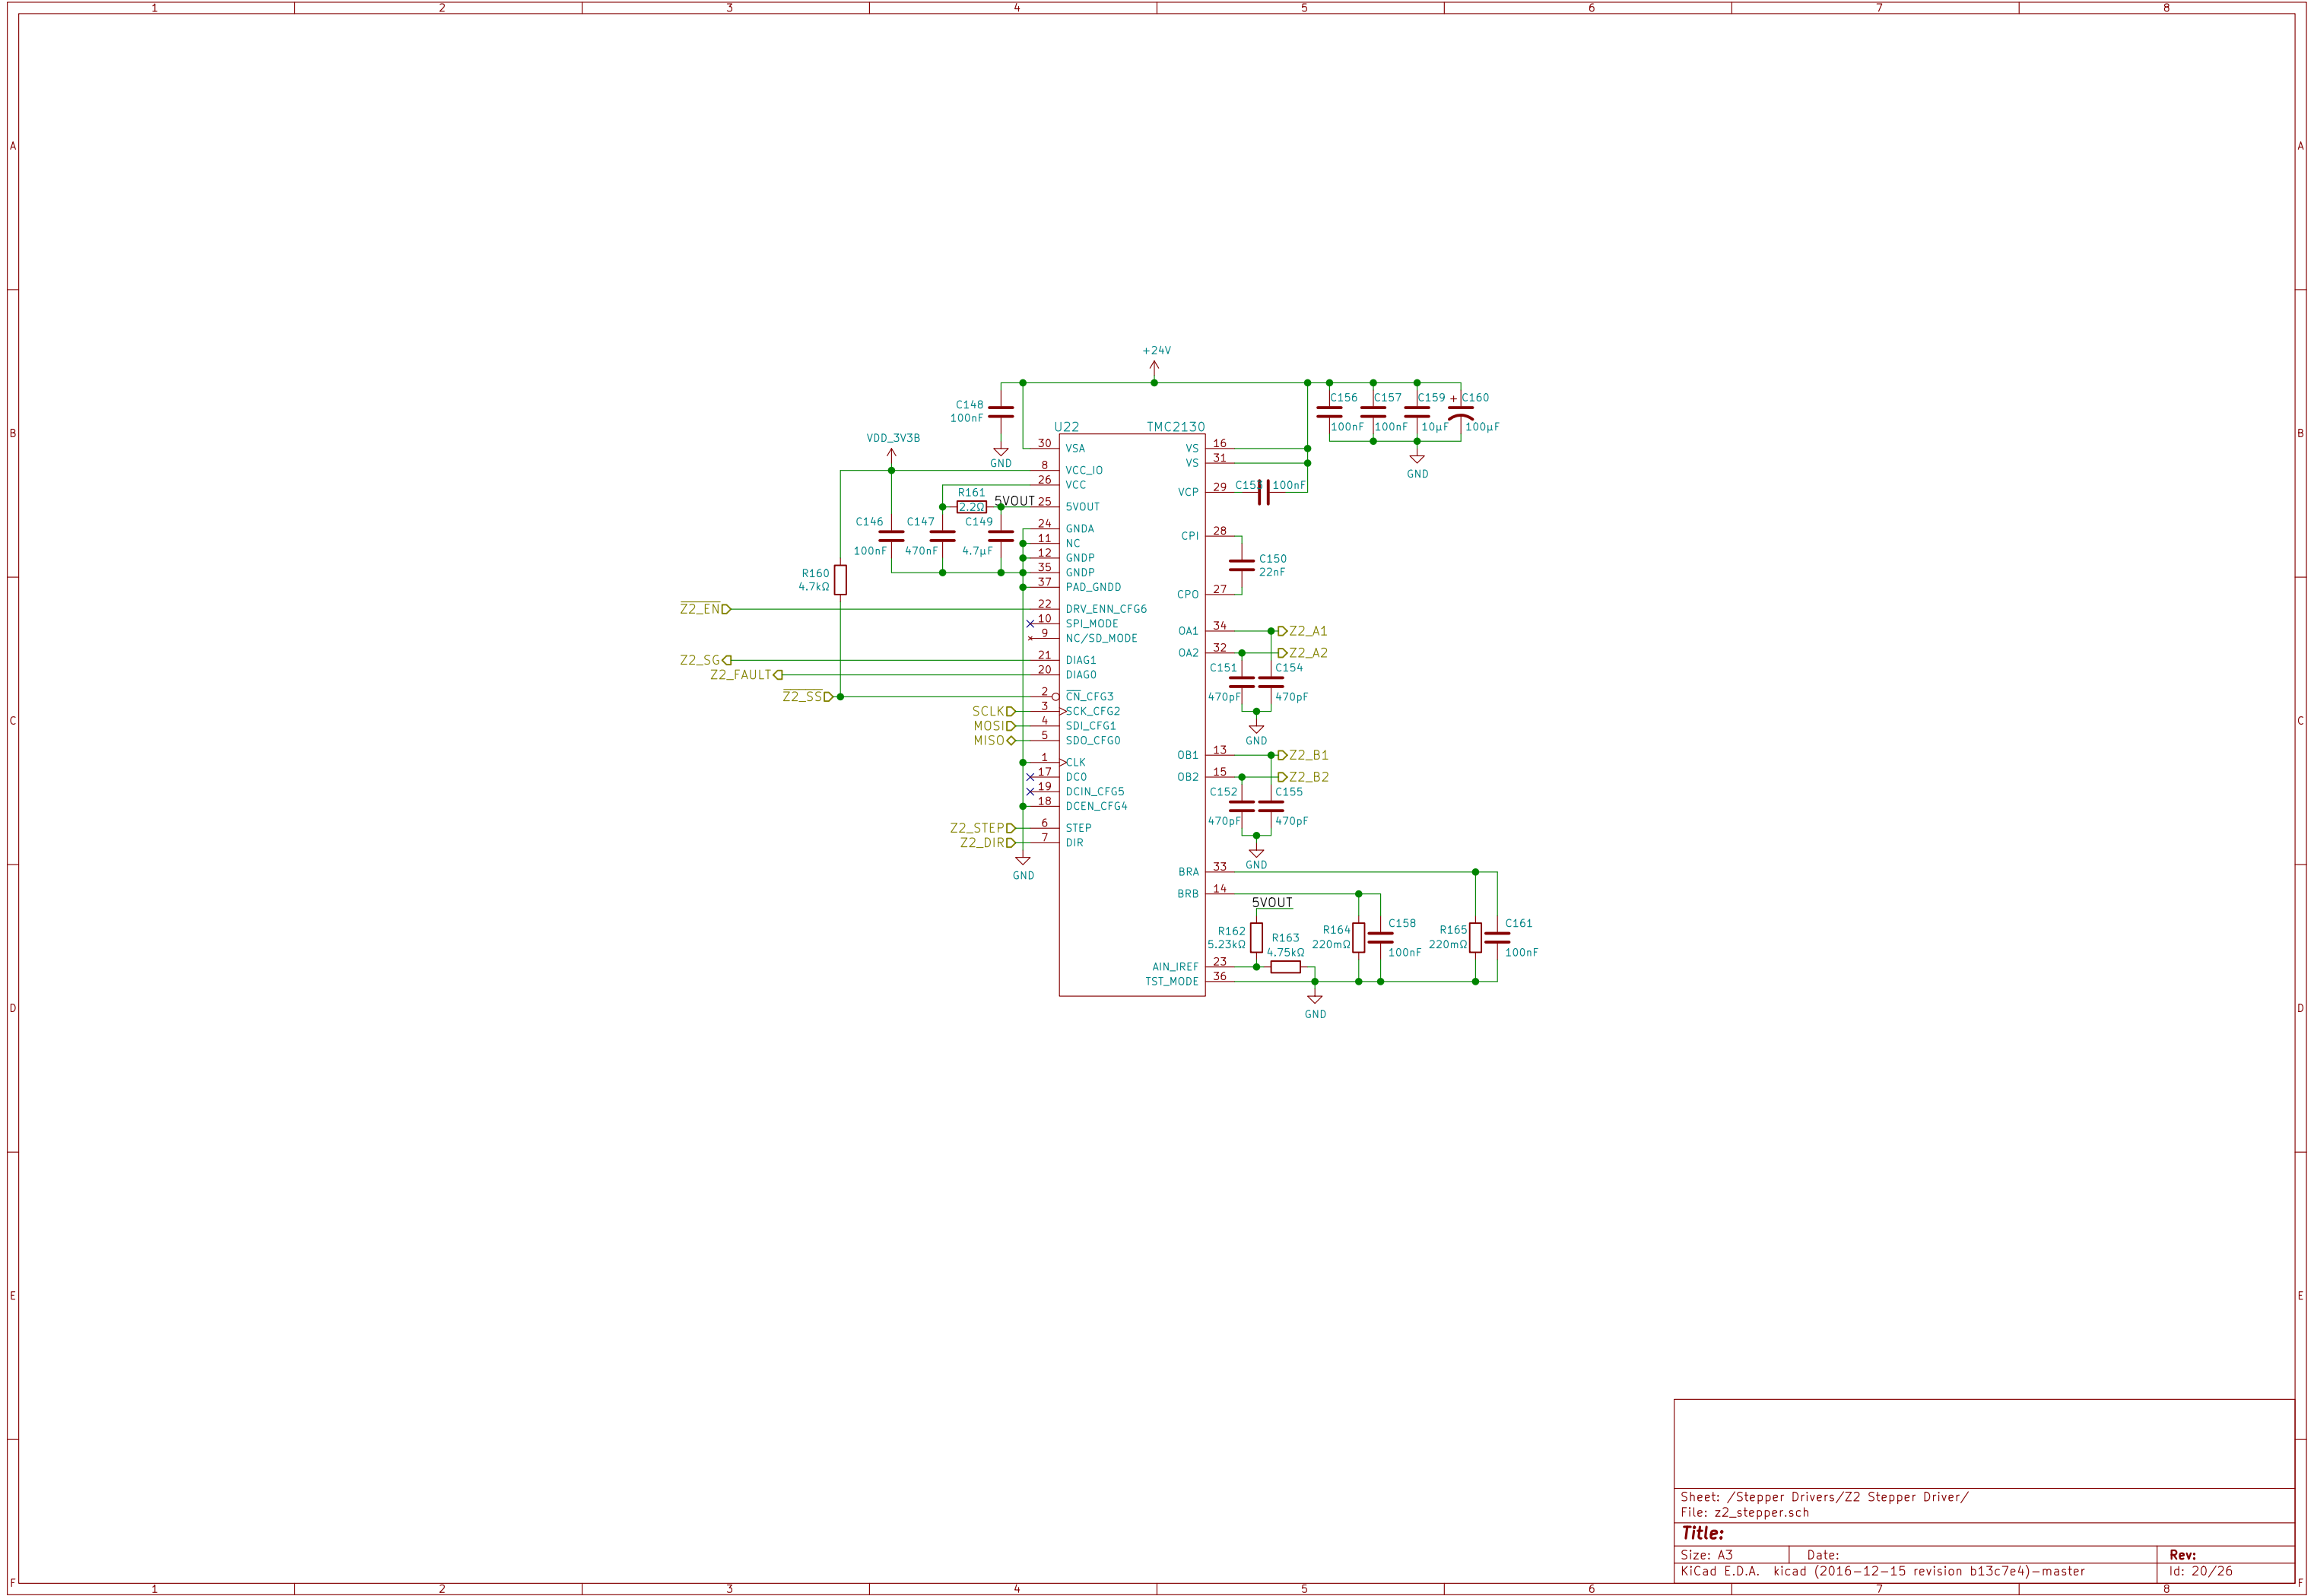 1 2 3 4 5 6 7 8
A A
B B
C C
D D
E E
F F
+24V
C148
100nF
GND
C156
100nF
C157
100nF
C159
10µF
+ C160
100µF
GND
VDD_3V3B
U22 TMC2130
30 VSA
8 VCC_IO
26 VCC
R161
2.2Ω
5VOUT
25 5VOUT
24 GNDA
11 NC
12 GNDP
35 GNDP
37 PAD_GNDD
C146
100nF
C147
470nF
C149
4.7µF
R160
4.7kΩ
Z2_EN
22 DRV_ENN_CFG6
10 SPI_MODE
9 NC/SD_MODE
Z2_SG
21 DIAG1
Z2_FAULT
20 DIAG0
Z2_SS
2 CN_CFG3
SCLK
3 SCK_CFG2
MOSI
4 SDI_CFG1
MISO
5 SDO_CFG0
1 CLK
17 DC0
19 DCIN_CFG5
18 DCEN_CFG4
Z2_STEP
6 STEP
Z2_DIR
7 DIR
GND
VS 16
VS 31
VCP 29
100nF
CPI 28
C150
22nF
CPO 27
OA1 34
Z2_A1
OA2 32
Z2_A2
C151
470pF
C154
470pF
GND
OB1 13
Z2_B1
OB2 15
Z2_B2
C152
470pF
C155
470pF
GND
BRA 33
BRB 14
5VOUT
R162
5.23kΩ
R163
4.75kΩ
R164
220mΩ
C158
100nF
R165
220mΩ
C161
100nF
AIN_IREF 23
TST_MODE 36
GND
Sheet: /Stepper Drivers/Z2 Stepper Driver/
File: z2_stepper.sch
Title:
Size: A3 Date: Rev:
KiCad E.D.A. kicad (2016-12-15 revision b13c7e4)-master Id: 20/26
1 2 3 4 5 6 7 8